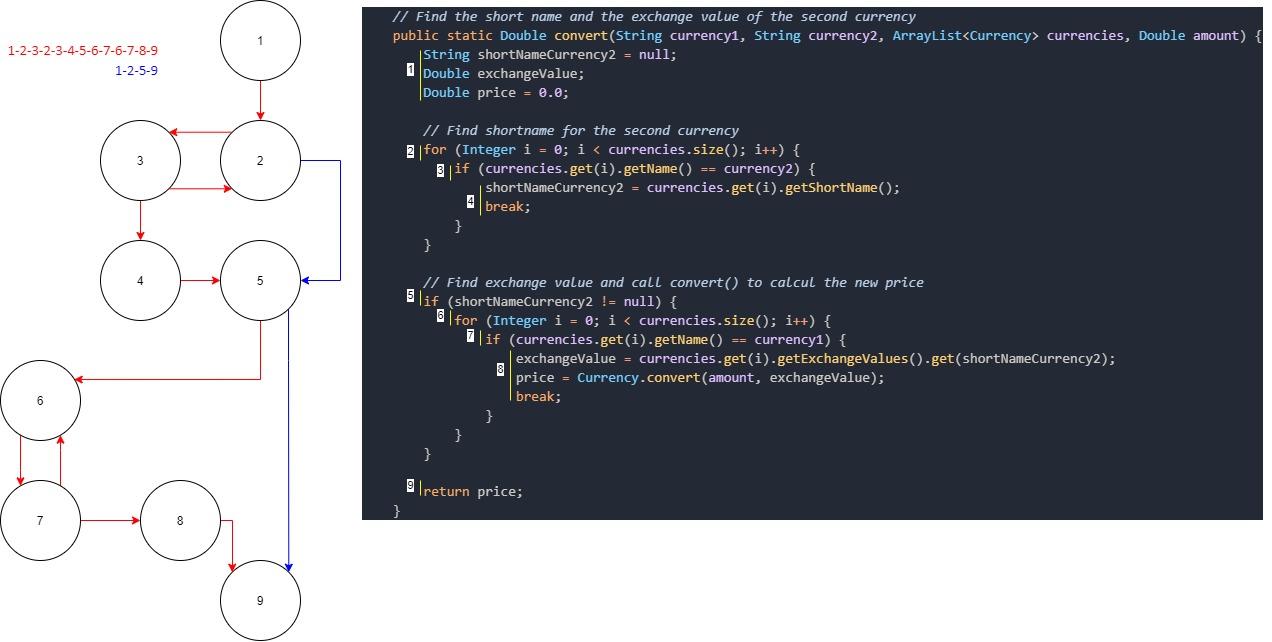 1-2-3-2-3-4-5-6-7-6-7-8-9
1-2-5-9
1
3
2
4
5
6
7
8
9
// Find the short name and the exchange value of the second currency
public static Double convert(String currency1, String currency2, ArrayList<Currency> currencies, Double amount) {
String shortNameCurrency2 = null;
1 Double exchangeValue;
Double price = 0.0;
// Find shortname for the second currency
2 for (Integer i = 0; i < currencies.size(); i++) {
3 if (currencies.get(i).getName() == currency2) {
shortNameCurrency2 = currencies.get(i).getShortName();
4 break;
}
}
// Find exchange value and call convert() to calcul the new price
5 if (shortNameCurrency2 != null) {
6 for (Integer i = 0; i < currencies.size(); i++) {
7 if (currencies.get(i).getName() == currency1) {
exchangeValue = currencies.get(i).getExchangeValues().get(shortNameCurrency2);
8 price = Currency.convert(amount, exchangeValue);
break;
}
}
}
9 return price;
}